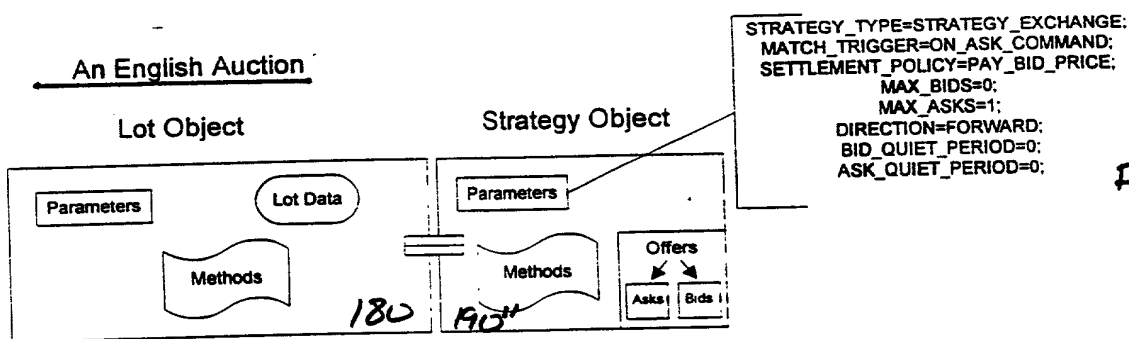 An English Auction
Lot Object
Parameters
Lot Data
Methods
180
Strategy Object
Parameters
Methods
Offers
Asks
Bids
190"
STRATEGY_TYPE=STRATEGY_EXCHANGE;
MATCH_TRIGGER=ON_ASK_COMMAND;
SETTLEMENT_POLICY=PAY_BID_PRICE;
MAX_BIDS=0;
MAX_ASKS=1;
DIRECTION=FORWARD;
BID_QUIET_PERIOD=0;
ASK_QUIET_PERIOD=0;